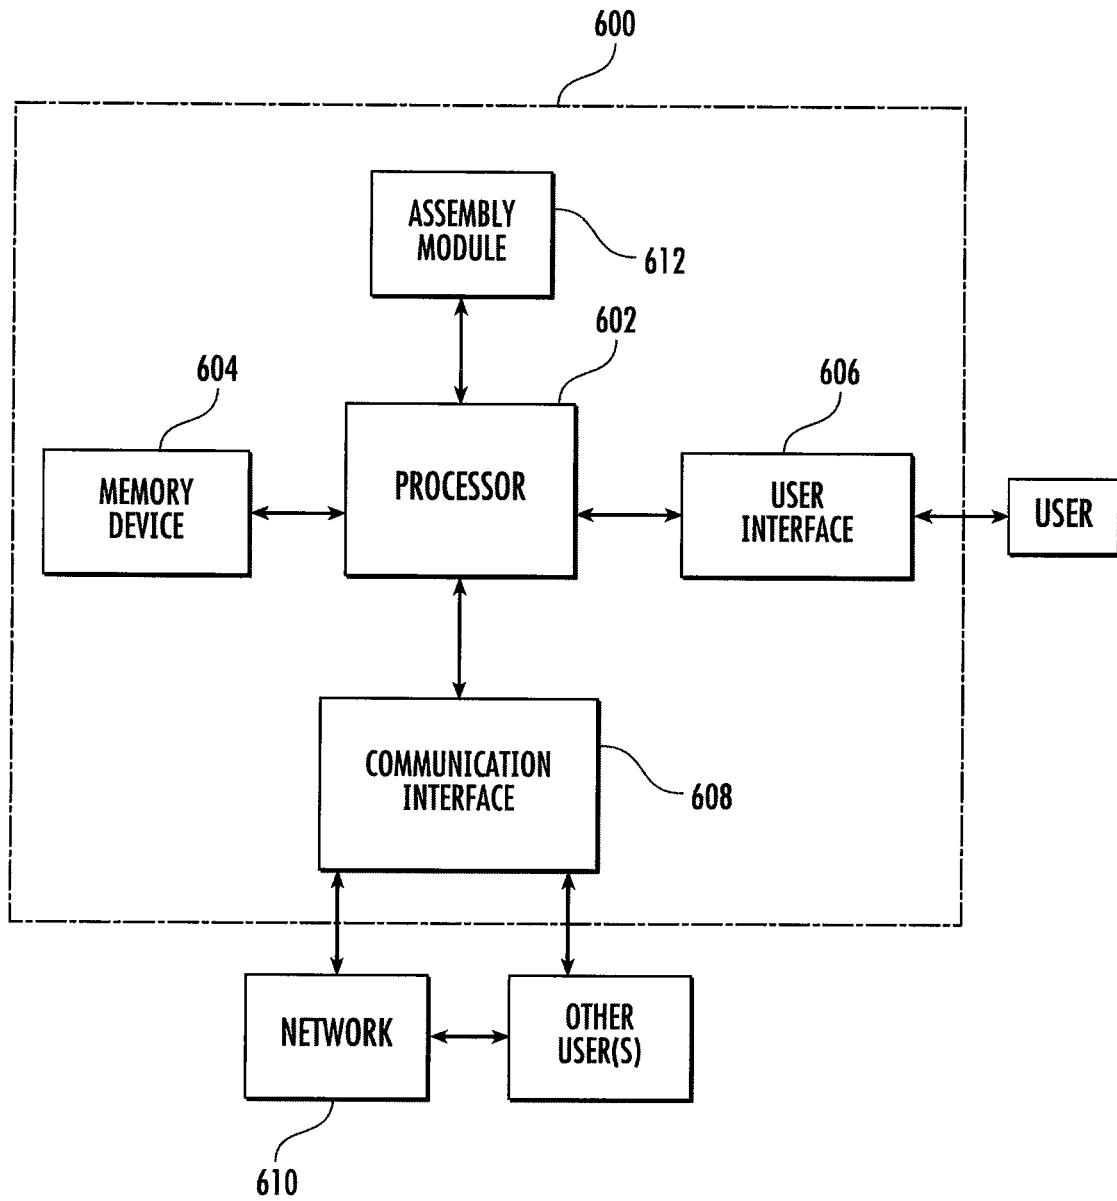 600
ASSEMBLY
MODULE
612
602
604
606
MEMORY
DEVICE
PROCESSOR
USER
INTERFACE
USER
COMMUNICATION
INTERFACE
608
NETWORK
OTHER
USER(S)
610